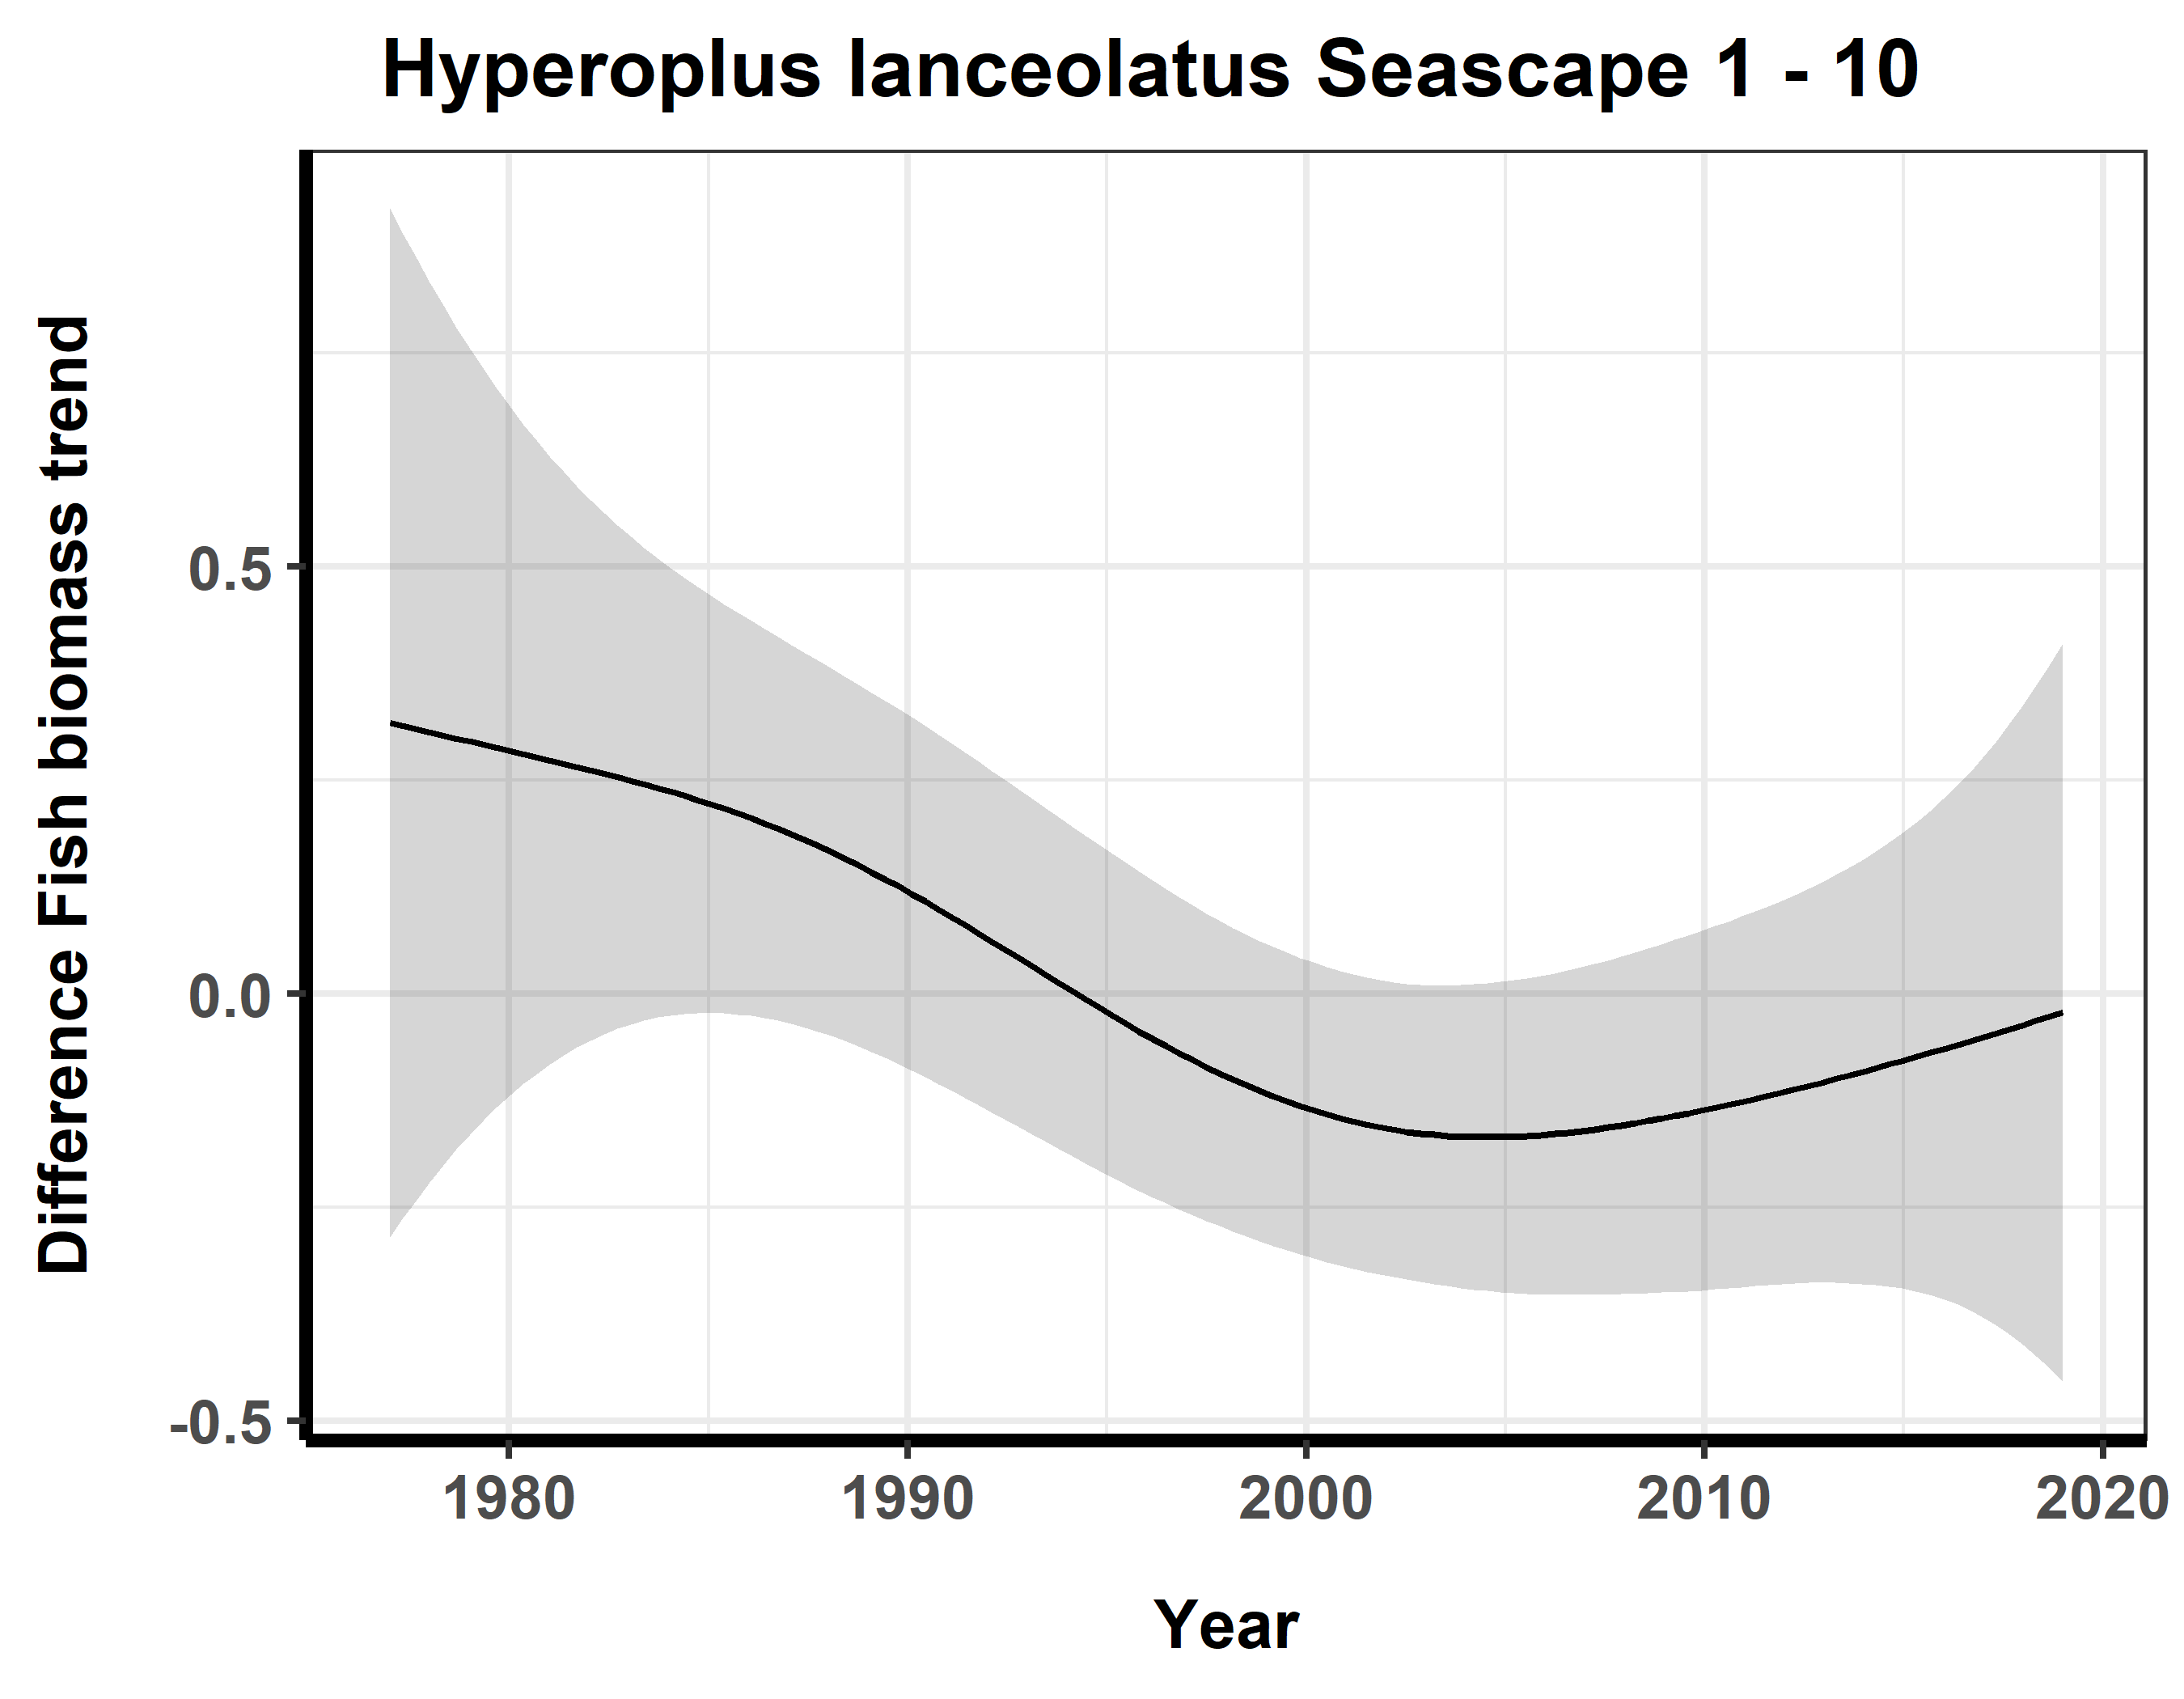 Hyperoplus lanceolatus Seascape 1 - 10
Difference Fish biomass trend
0.5
0.0
-0.5
1980 1990 2000 2010 2020
Year